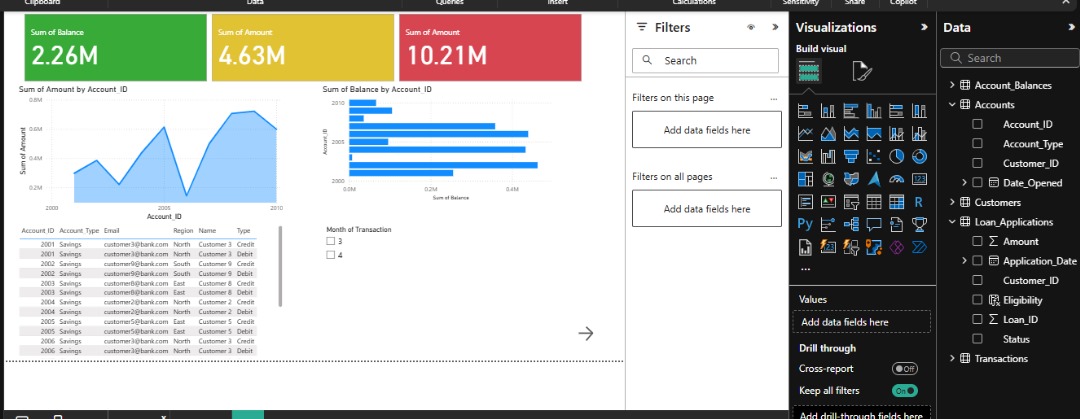 Clipboard Data Queries Insert Calculations Sensitivity Share Copilot
Sum of Balance
2.26M
Sum of Amount
4.63M
Sum of Amount
10.21M
Sum of Amount by Account_ID
0.8M
0.6M
0.4M
0.2M
Sum of Amount
2000 2005 2010
Account_ID
Sum of Balance by Account_ID
2010
2005
2000
Account_ID
0.0M 0.2M 0.4M
Sum of Balance
Account_ID Account_Type Email Region Name Type
2001 Savings customer3@bank.com North Customer 3 Credit
2001 Savings customer3@bank.com North Customer 3 Debit
2002 Savings customer9@bank.com South Customer 9 Credit
2002 Savings customer9@bank.com South Customer 9 Debit
2003 Savings customer8@bank.com East Customer 8 Credit
2003 Savings customer8@bank.com East Customer 8 Debit
2004 Savings customer2@bank.com North Customer 2 Credit
2004 Savings customer2@bank.com North Customer 2 Debit
2005 Savings customer5@bank.com East Customer 5 Credit
2005 Savings customer5@bank.com East Customer 5 Debit
2006 Savings customer3@bank.com North Customer 3 Credit
2006 Savings customer3@bank.com North Customer 3 Debit
Month of Transaction
3
4
Filters
Search
Filters on this page ...
Add data fields here
Filters on all pages ...
Add data fields here
Visualizations
Build visual
123
R
Py
123
...
Values
Add data fields here
Drill through
Cross-report Off
Keep all filters On
Add drill-through fields here
Data
Search
Account_Balances
Accounts
Account_ID
Account_Type
Customer_ID
Date_Opened
Customers
Loan_Applications
Σ Amount
Application_Date
Customer_ID
Eligibility
Σ Loan_ID
Status
Transactions